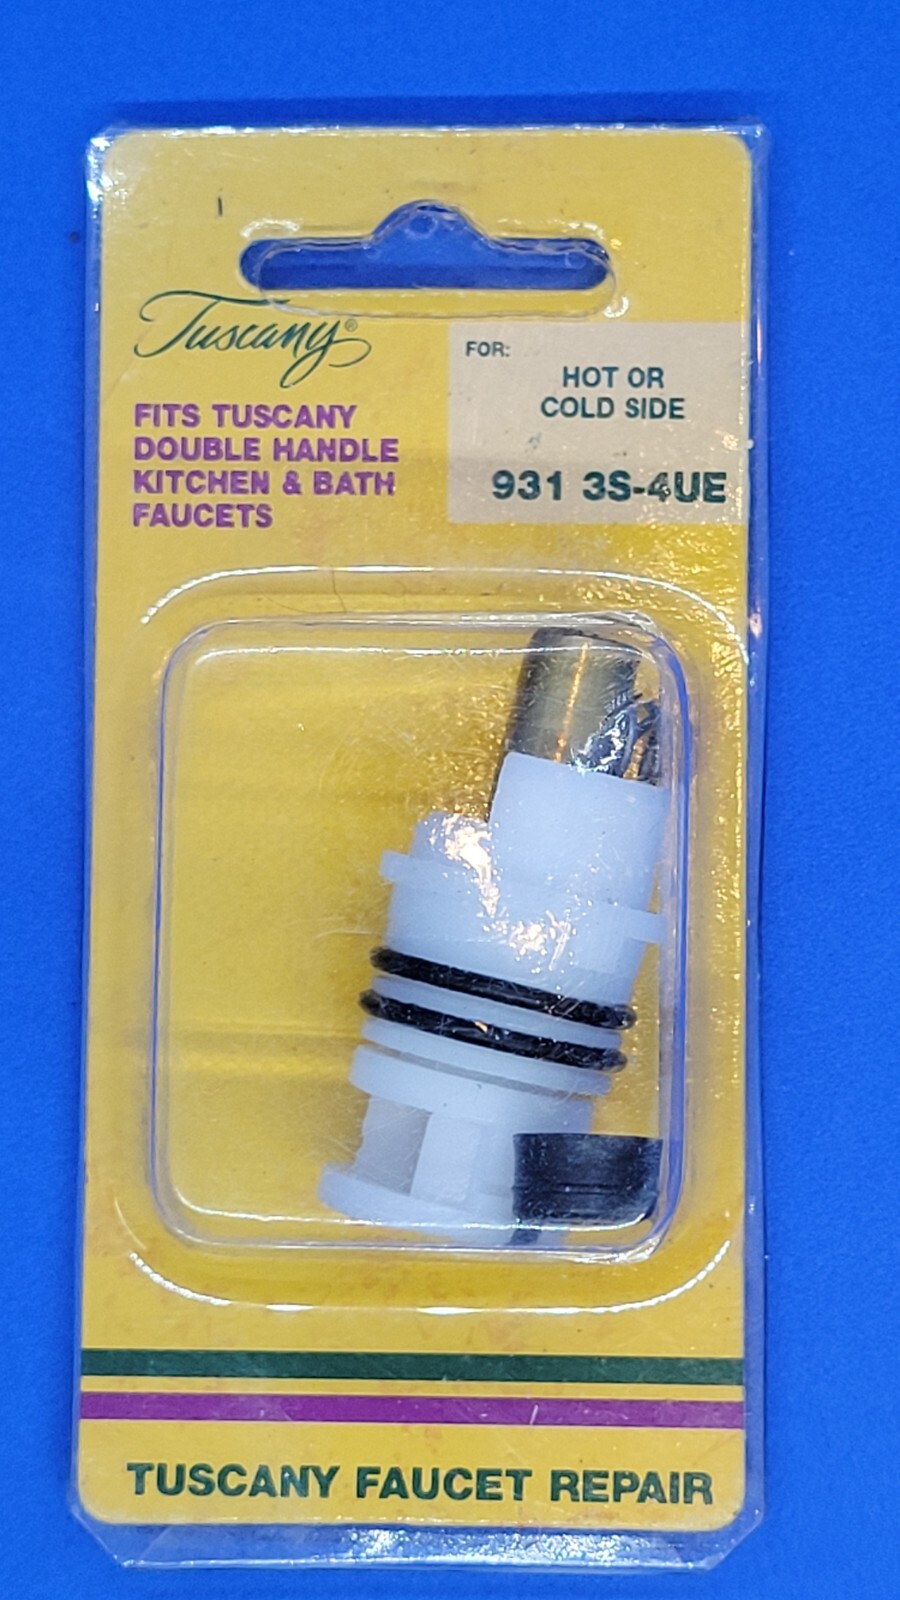 Tuscany®
FITS TUSCANY
DOUBLE HANDLE
KITCHEN & BATH
FAUCETS
FOR:
HOT OR
COLD SIDE
931 3S-4UE
TUSCANY FAUCET REPAIR